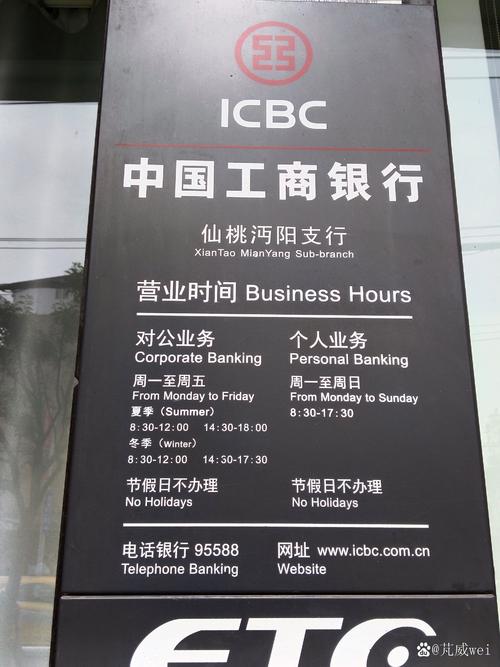 ICBC
中国工商银行
仙桃沔阳支行
XianTao MianYang Sub-branch
营业时间 Business Hours
对公业务
Corporate Banking
周一至周五
From Monday to Friday
夏季（Summer）
8:30-12:00 14:30-18:00
冬季（Winter）
8:30-12:00 14:30-17:30
节假日不办理
No Holidays
个人业务
Personal Banking
周一至周日
From Monday to Sunday
8:30-17:30
节假日不办理
No Holidays
电话银行 95588
Telephone Banking
网址 www.icbc.com.cn
Website
ETC
@芃威wei